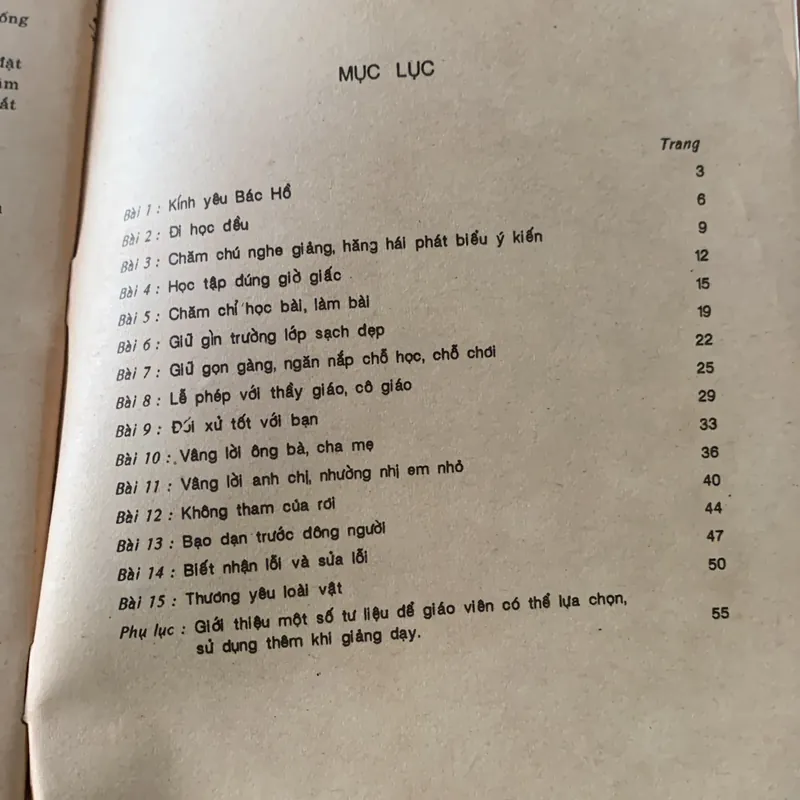 ống
đạt
ắt
MỤC LỤC
Trang
Bài 1 : Kính yêu Bác Hồ 3
Bài 2 : Đi học đều 6
Bài 3 : Chăm chú nghe giảng, hăng hái phát biểu ý kiến 9
Bài 4 : Học tập đúng giờ giấc 12
Bài 5 : Chăm chỉ học bài, làm bài 15
Bài 6 : Giữ gìn trường lớp sạch đẹp 19
Bài 7 : Giữ gọn gàng, ngăn nắp chỗ học, chỗ chơi 22
Bài 8 : Lễ phép với thầy giáo, cô giáo 25
Bài 9 : Đối xử tốt với bạn 29
Bài 10 : Vâng lời ông bà, cha mẹ 33
Bài 11 : Vâng lời anh chị, nhường nhị em nhỏ 36
Bài 12 : Không tham của rơi 40
Bài 13 : Bạo dạn trước đông người 44
Bài 14 : Biết nhận lỗi và sửa lỗi 47
Bài 15 : Thương yêu loài vật 50
Phụ lục : Giới thiệu một số tư liệu để giáo viên có thể lựa chọn,
sử dụng thêm khi giảng dạy. 55